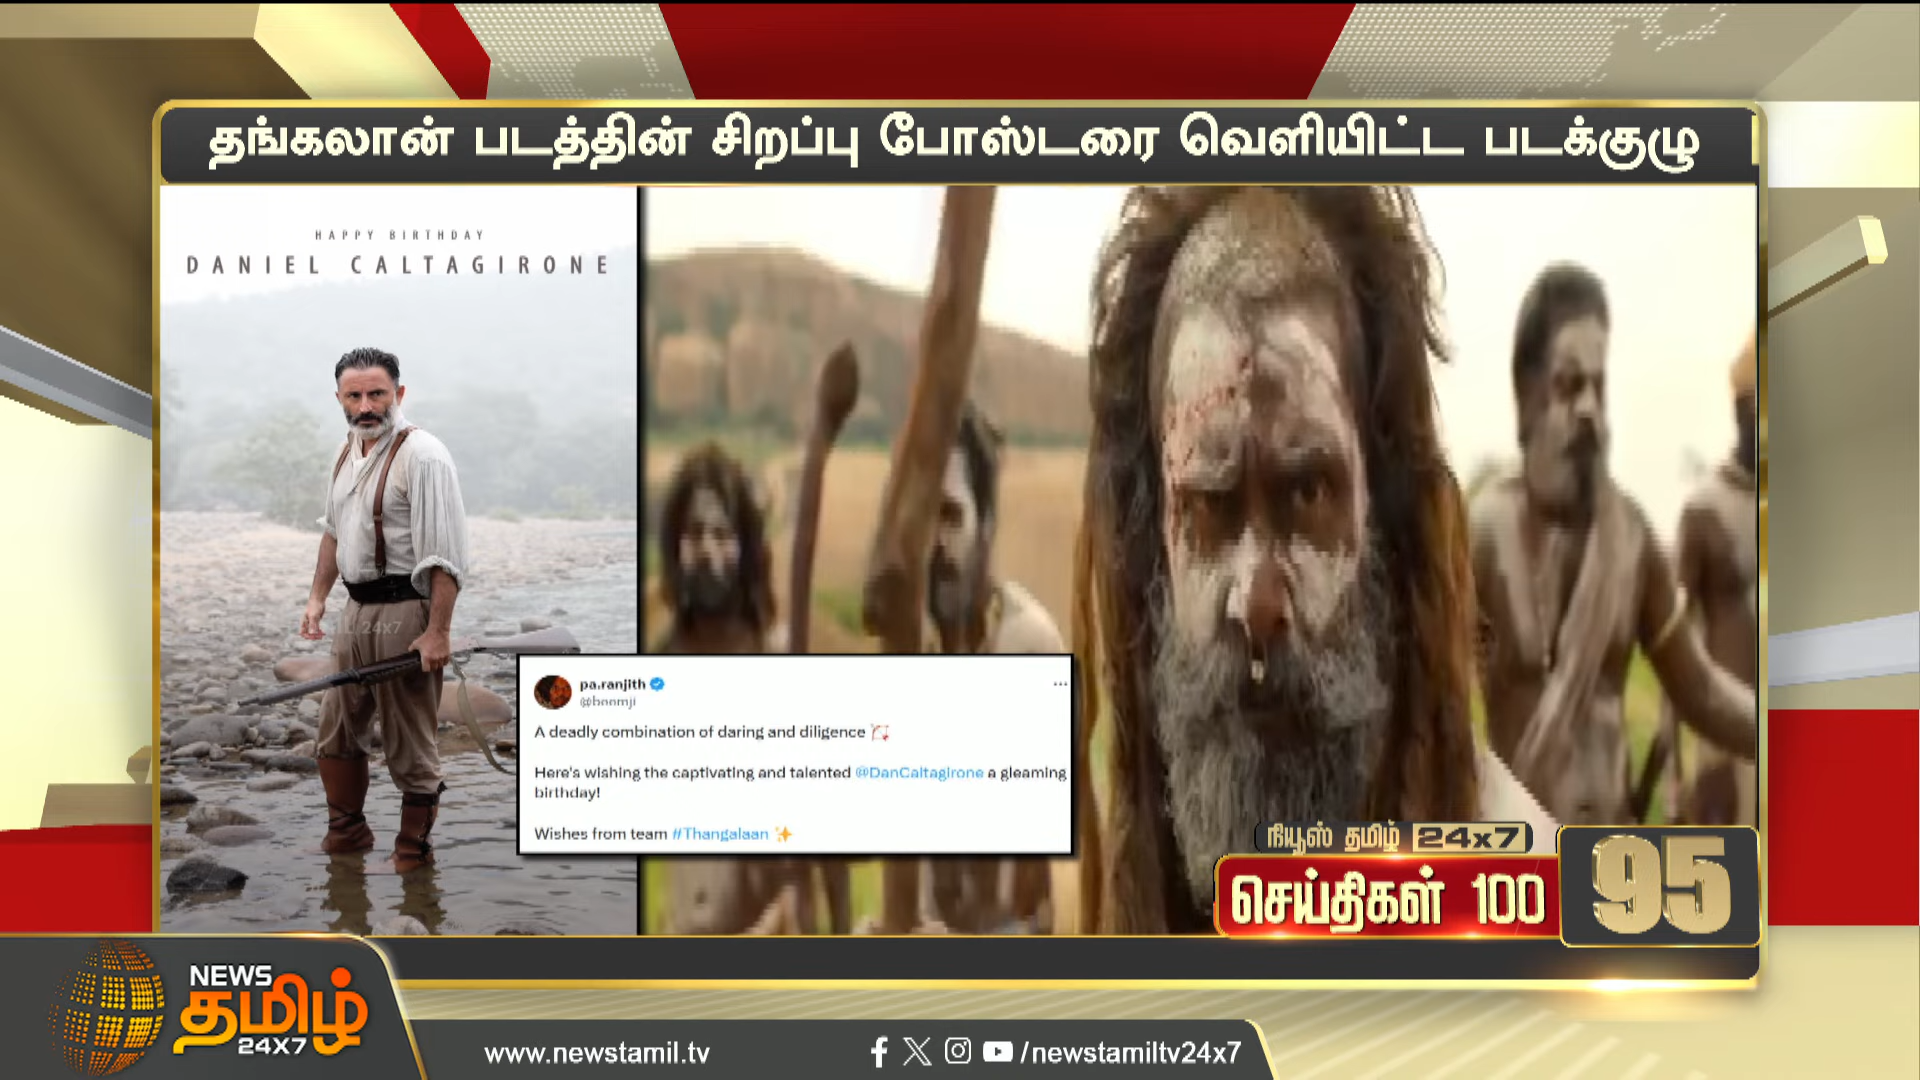 தங்கலான் படத்தின் சிறப்பு போஸ்டரை வெளியிட்ட படக்குழு
HAPPY BIRTHDAY
DANIEL CALTAGIRONE
24x7
pa.ranjith
@beemji
A deadly combination of daring and diligence
Here's wishing the captivating and talented @DanCaltagirone a gleaming
birthday!
Wishes from team #Thangalaan
நியூஸ் தமிழ் 24x7
செய்திகள் 100
95
NEWS
தமிழ்
24X7
www.newstamil.tv
/newstamiltv24x7